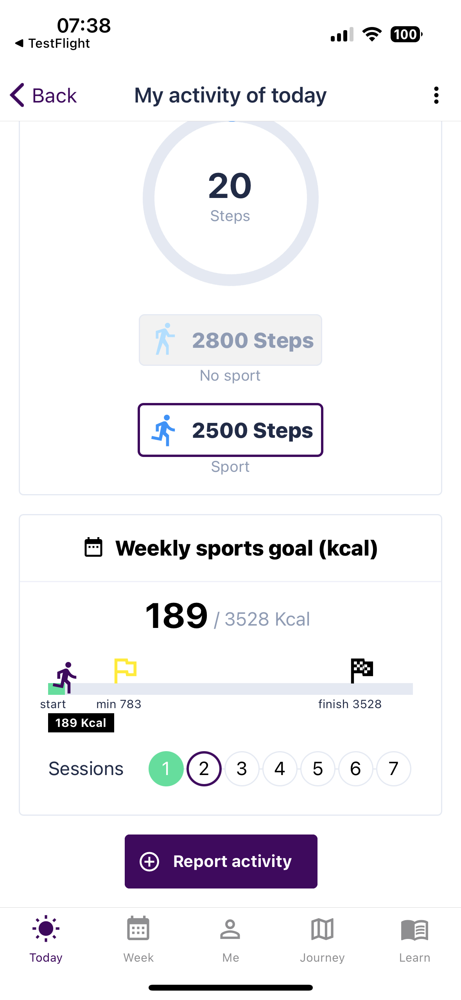 07:38
TestFlight
100
Back
My activity of today
20
Steps
2800 Steps
No sport
2500 Steps
Sport
Weekly sports goal (kcal)
189 / 3528 Kcal
start
min 783
finish 3528
189 Kcal
Sessions 1 2 3 4 5 6 7
Report activity
Today
Week
Me
Journey
Learn